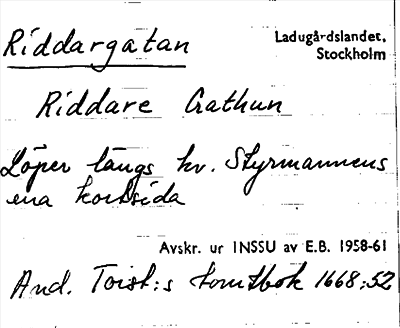 Riddargatan
Ladugårdslandet,
Stockholm
Riddare Gathun
Löper längs kv. Styrmannens
ena kortsida
Avskr. ur INSSU av E.B. 1958-61
And. Torst:s tomtbok 1668:52